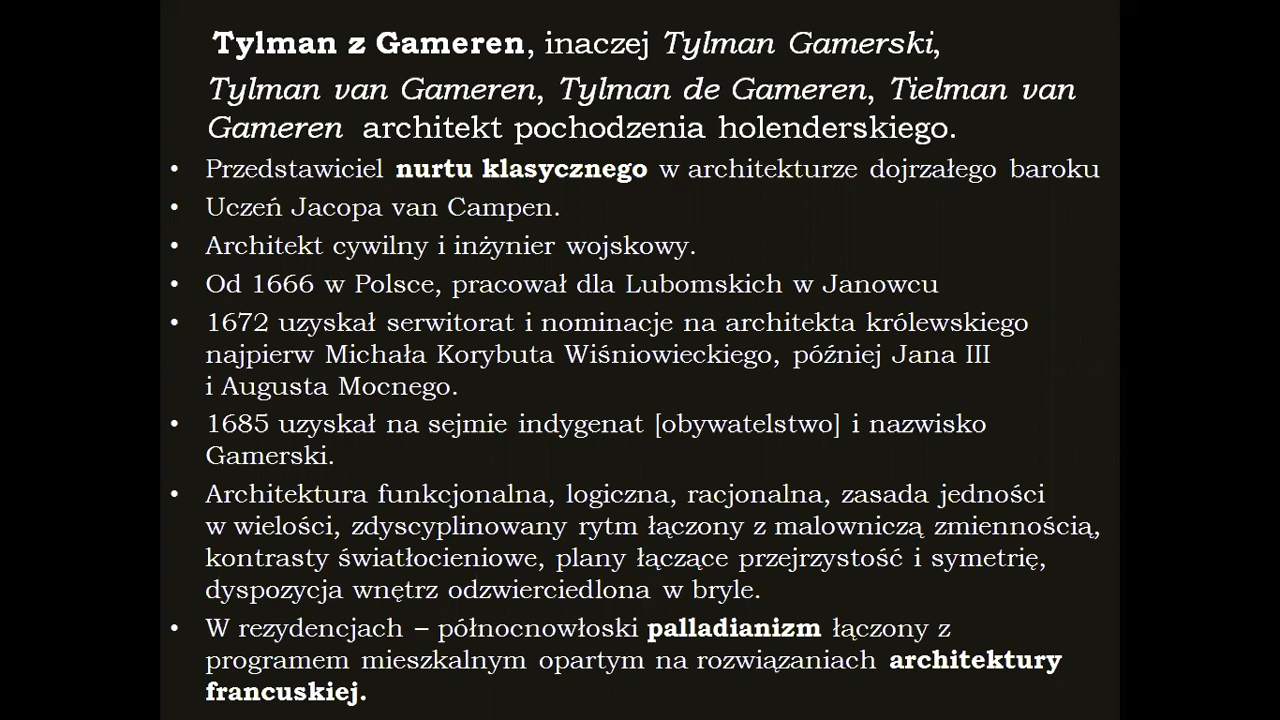 Tylman z Gameren, inaczej Tylman Gamerski,
Tylman van Gameren, Tylman de Gameren, Tielman van
Gameren architekt pochodzenia holenderskiego.
• Przedstawiciel nurtu klasycznego w architekturze dojrzałego baroku
• Uczeń Jacopa van Campen.
• Architekt cywilny i inżynier wojskowy.
• Od 1666 w Polsce, pracował dla Lubomskich w Janowcu
• 1672 uzyskał serwitorat i nominacje na architekta królewskiego
najpierw Michała Korybuta Wiśniowieckiego, później Jana III
i Augusta Mocnego.
• 1685 uzyskał na sejmie indygenat [obywatelstwo] i nazwisko
Gamerski.
• Architektura funkcjonalna, logiczna, racjonalna, zasada jedności
w wielości, zdyscyplinowany rytm łączony z malowniczą zmiennością,
kontrasty światłocieniowe, plany łączące przejrzystość i symetrię,
dyspozycja wnętrz odzwierciedlona w bryle.
• W rezydencjach – północnowłoski palladianizm łączony z
programem mieszkalnym opartym na rozwiązaniach architektury
francuskiej.